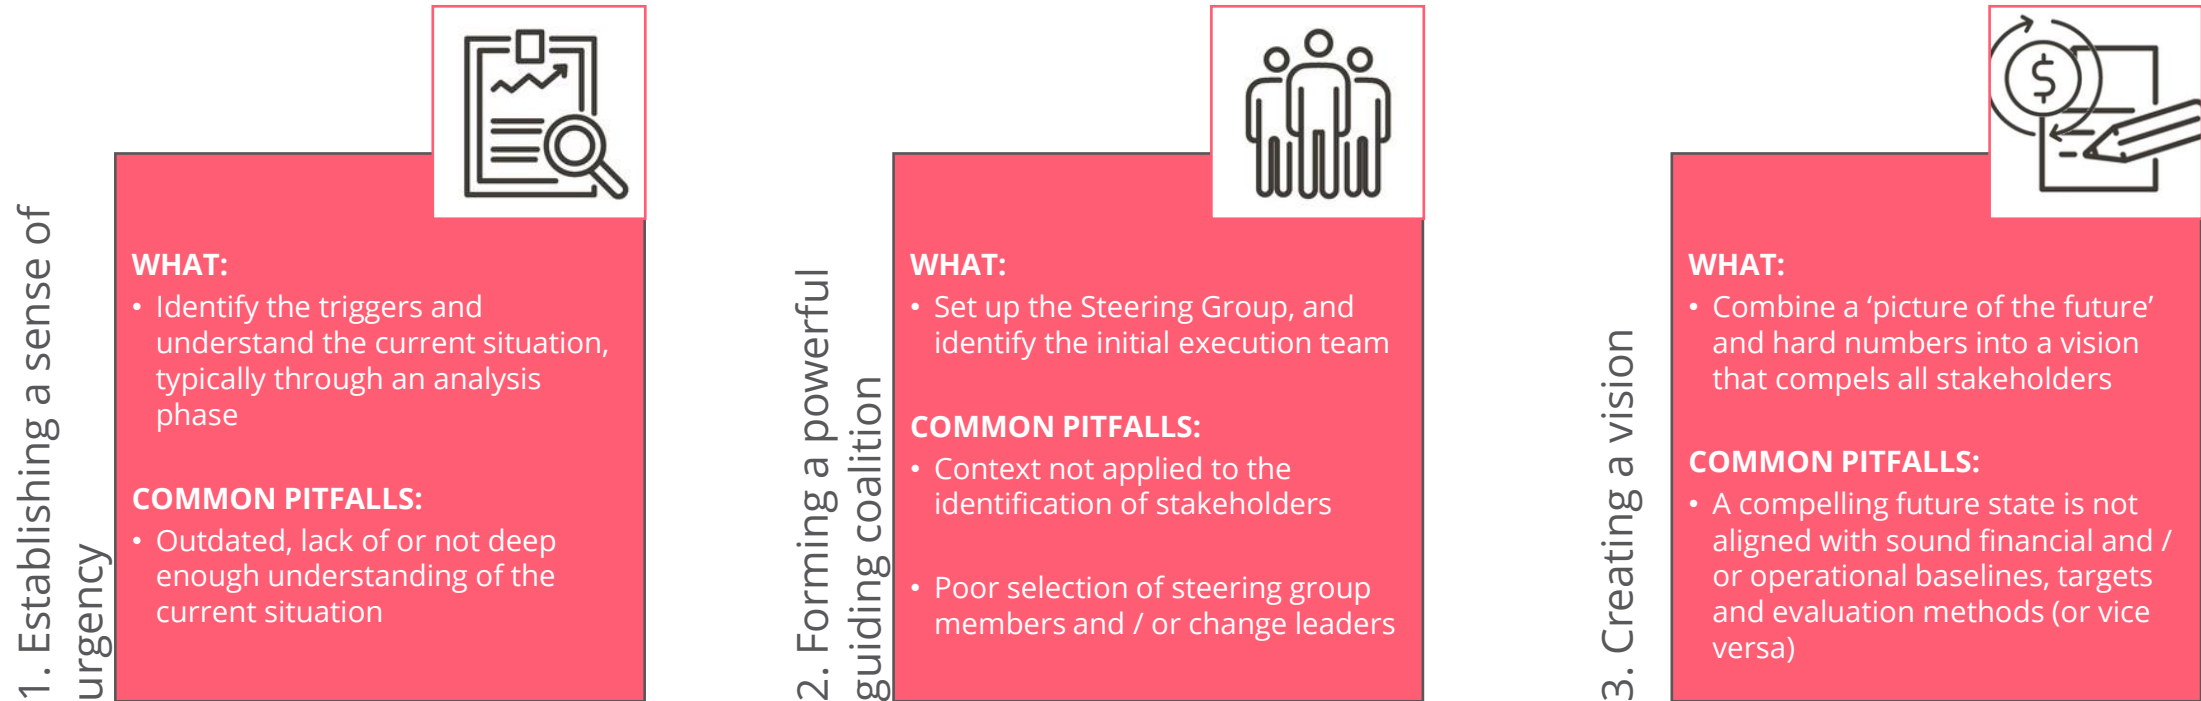 1. Establishing a sense of
urgency
WHAT:
• Identify the triggers and
understand the current situation,
typically through an analysis
phase
COMMON PITFALLS:
• Outdated, lack of or not deep
enough understanding of the
current situation
2. Forming a powerful
guiding coalition
WHAT:
• Set up the Steering Group, and
identify the initial execution team
COMMON PITFALLS:
• Context not applied to the
identification of stakeholders
• Poor selection of steering group
members and / or change leaders
3. Creating a vision
$
WHAT:
• Combine a ‘picture of the future’
and hard numbers into a vision
that compels all stakeholders
COMMON PITFALLS:
• A compelling future state is not
aligned with sound financial and /
or operational baselines, targets
and evaluation methods (or vice
versa)